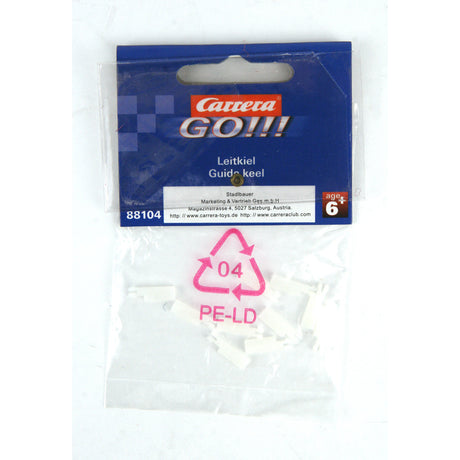 Carrera
GO!!!
Leitkiel
Guide keel
Stadlbauer
Marketing & Vertrieb Ges.m.b.H
Magazinstrasse 4, 5027 Salzburg, Austria.
http://www.carrera-toys.de http://www.carreraclub.com
88104
age
6+
04
PE-LD